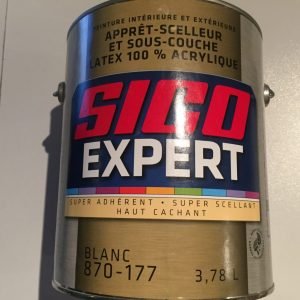 PEINTURE INTÉRIEURE ET EXTÉRIEURE
APPRÊT-SCELLEUR
ET SOUS-COUCHE
LATEX 100 % ACRYLIQUE
SICO
EXPERT
SUPER ADHÉRENT • SUPER SCELLANT
HAUT CACHANT
BLANC
870-177
3,78 L